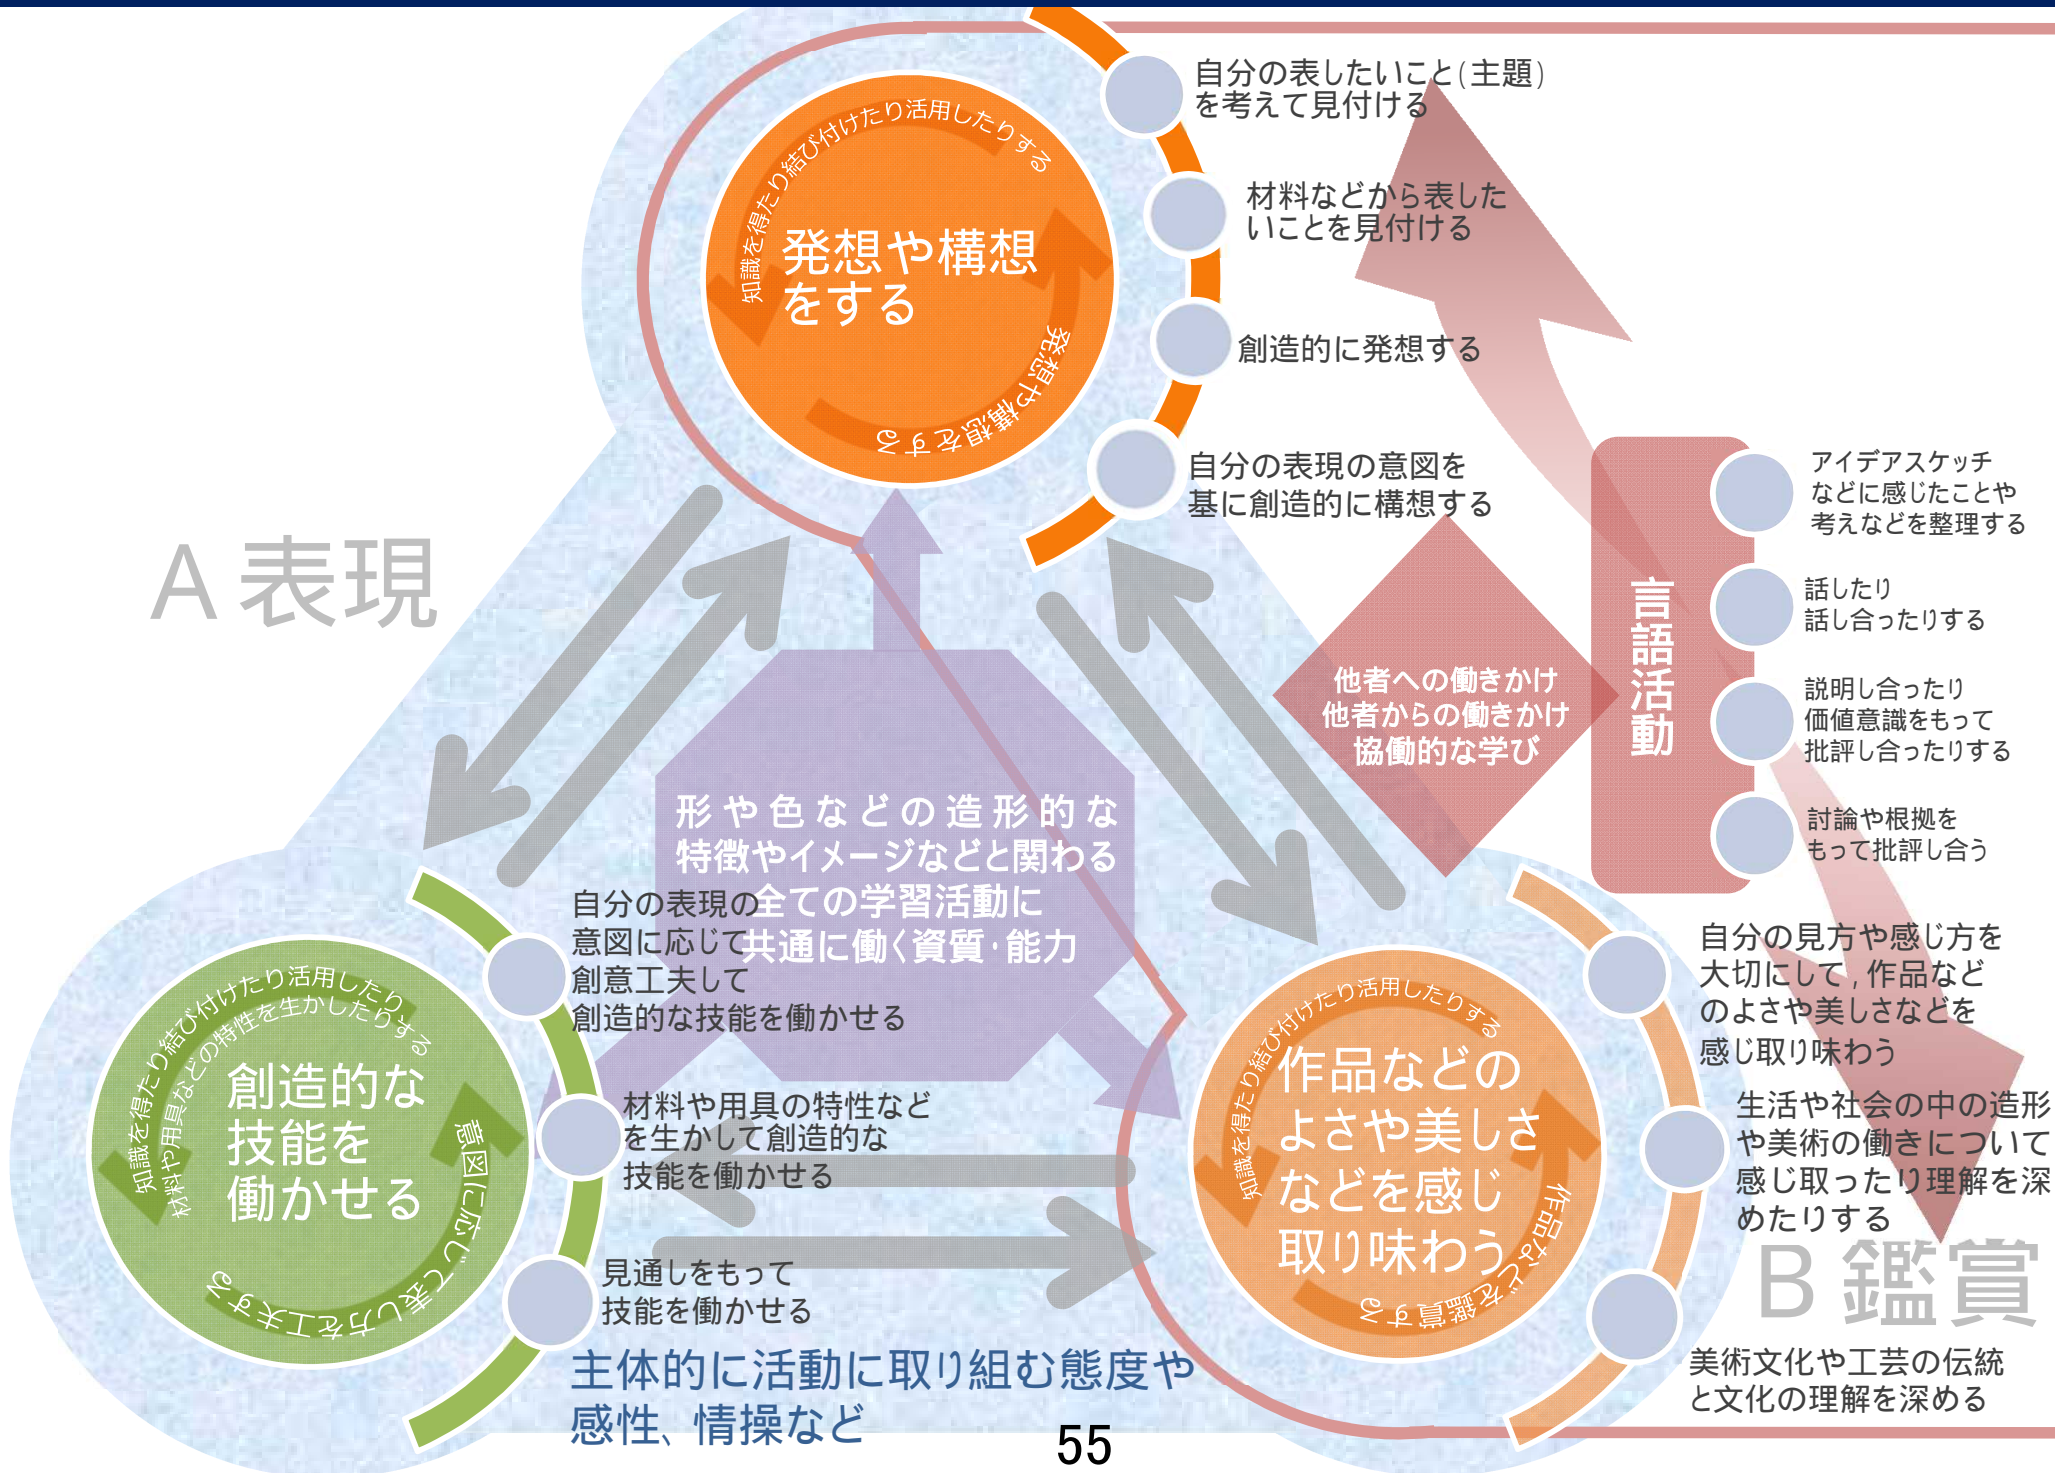 知識を得たり結び付けたり活用したりする
発想や構想
をする
発想や構想をする
自分の表したいこと(主題)
を考えて見付ける
材料などから表した
いことを見付ける
創造的に発想する
自分の表現の意図を
基に創造的に構想する
A 表現
他者への働きかけ
他者からの働きかけ
協働的な学び
言語活動
アイデアスケッチ
などに感じたことや
考えなどを整理する
話したり
話し合ったりする
説明し合ったり
価値意識をもって
批評し合ったりする
討論や根拠を
もって批評し合う
形や色などの造形的な
特徴やイメージなどと関わる
全ての学習活動に
共通に働く資質・能力
知識を得たり結び付けたり活用したり
材料や用具などの特性を生かしたりする
創造的な
技能を
働かせる
意図に応じて表し方を工夫する
自分の表現の
意図に応じて
創意工夫して
創造的な技能を働かせる
材料や用具の特性など
を生かして創造的な
技能を働かせる
見通しをもって
技能を働かせる
知識を得たり結び付けたり活用したりする
作品などの
よさや美しさ
などを感じ
取り味わう
作品などを鑑賞する
自分の見方や感じ方を
大切にして,作品など
のよさや美しさなどを
感じ取り味わう
生活や社会の中の造形
や美術の働きについて
感じ取ったり理解を深
めたりする
B 鑑賞
美術文化や工芸の伝統
と文化の理解を深める
主体的に活動に取り組む態度や
感性、情操など
55